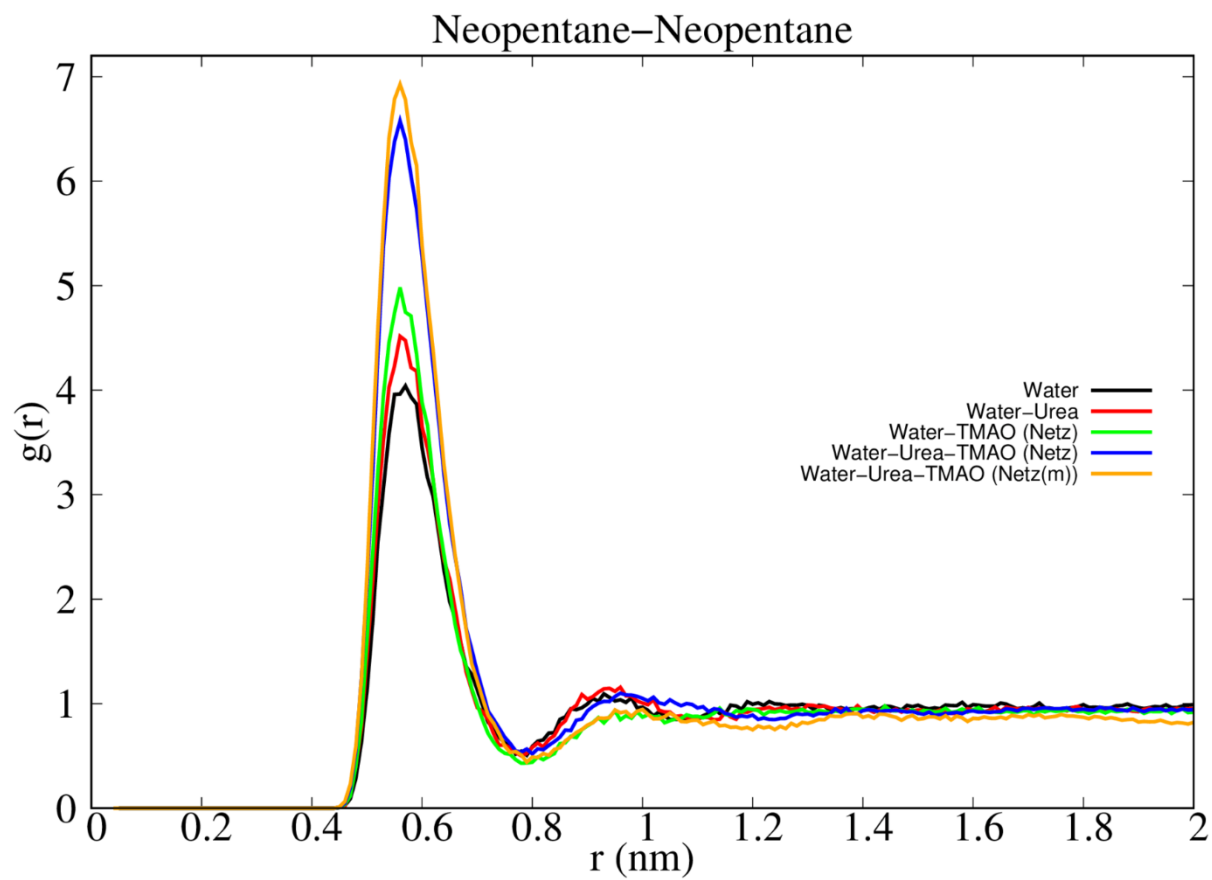 Neopentane−Neopentane
7
6
5
4
3
2
1
0
g(r)
Water
Water−Urea
Water−TMAO (Netz)
Water−Urea−TMAO (Netz)
Water−Urea−TMAO (Netz(m))
0 0.2 0.4 0.6 0.8 1 1.2 1.4 1.6 1.8 2
r (nm)